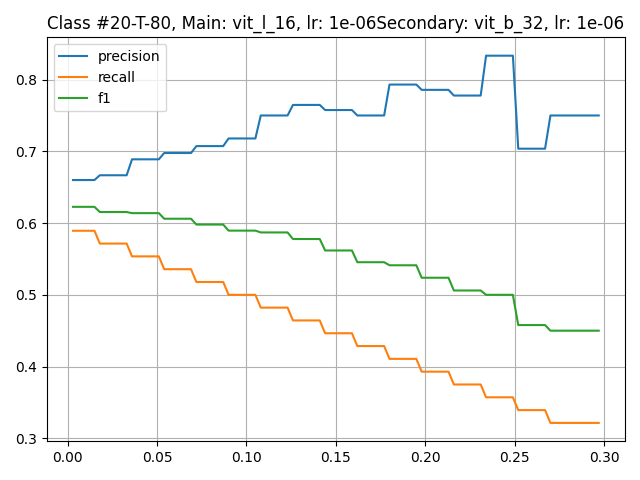 Class #20-T-80, Main: vit_l_16, lr: 1e-06Secondary: vit_b_32, lr: 1e-06
precision
recall
f1
0.8
0.7
0.6
0.5
0.4
0.3
0.00 0.05 0.10 0.15 0.20 0.25 0.30